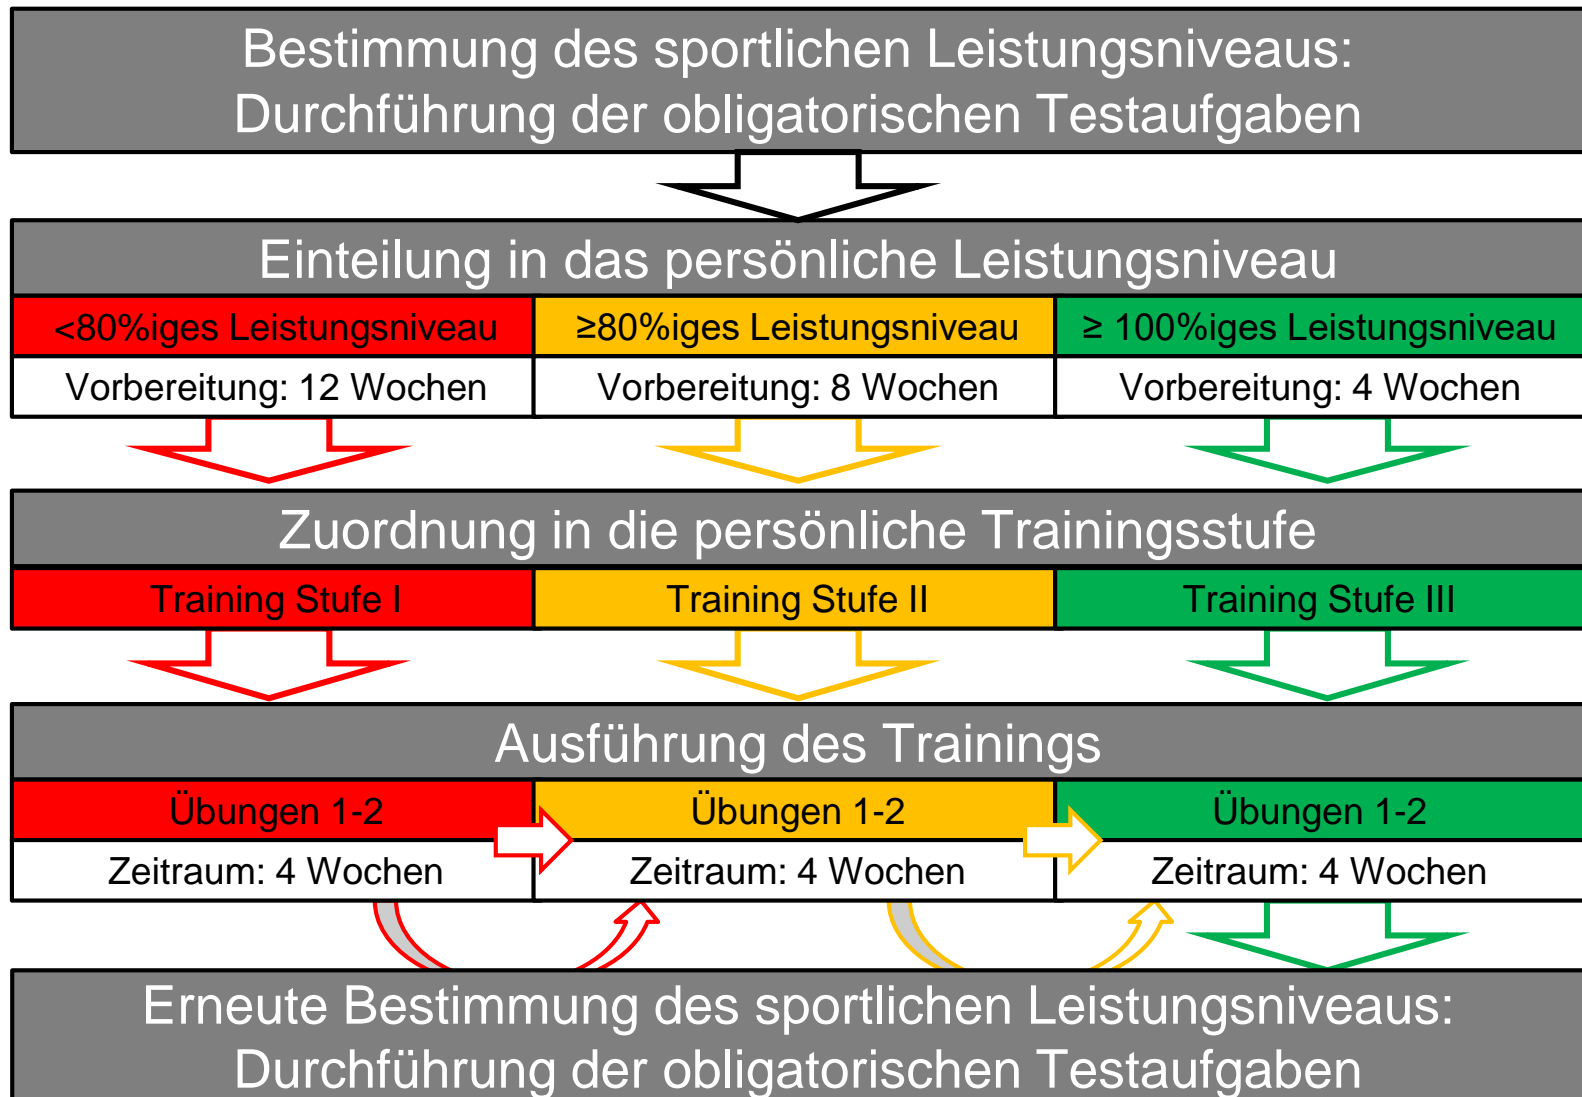 Bestimmung des sportlichen Leistungsniveaus:
Durchführung der obligatorischen Testaufgaben
Einteilung in das persönliche Leistungsniveau
<80%iges Leistungsniveau
≥80%iges Leistungsniveau
≥ 100%iges Leistungsniveau
Vorbereitung: 12 Wochen
Vorbereitung: 8 Wochen
Vorbereitung: 4 Wochen
Zuordnung in die persönliche Trainingsstufe
Training Stufe I
Training Stufe II
Training Stufe III
Ausführung des Trainings
Übungen 1-2
Übungen 1-2
Übungen 1-2
Zeitraum: 4 Wochen
Zeitraum: 4 Wochen
Zeitraum: 4 Wochen
Erneute Bestimmung des sportlichen Leistungsniveaus:
Durchführung der obligatorischen Testaufgaben